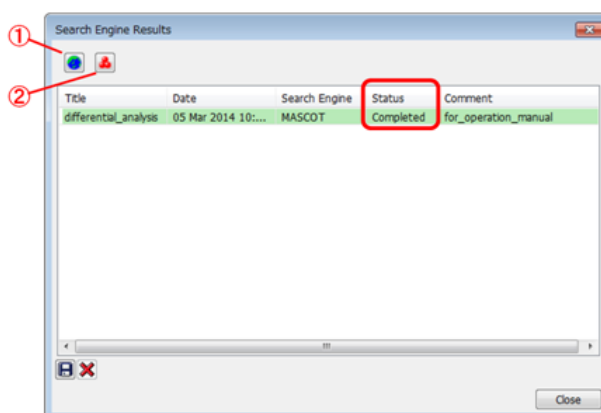 Search Engine Results
①
②
Title Date Search Engine Status Comment
differential_analysis 05 Mar 2014 10:... MASCOT Completed for_operation_manual
Close